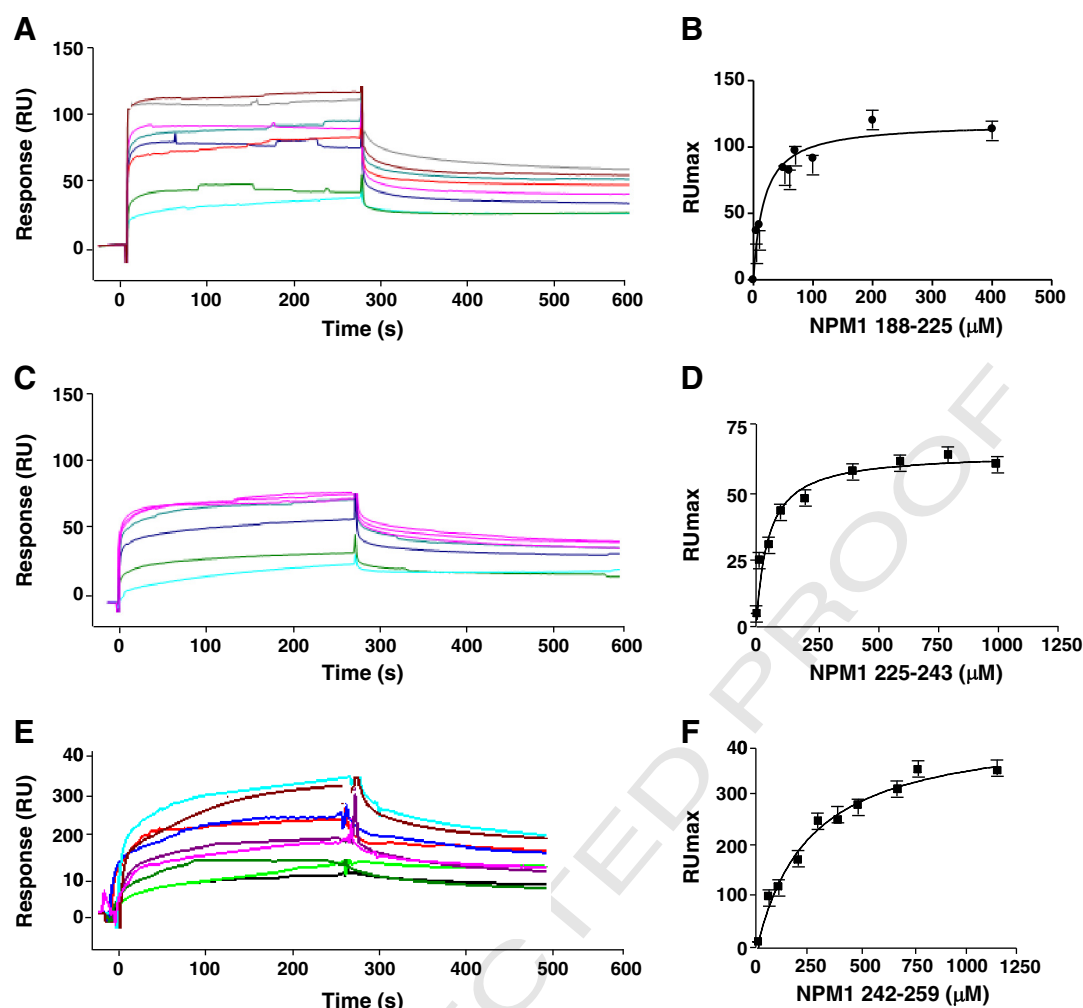 A
150
100
50
0
Response (RU)
0 100 200 300 400 500 600
Time (s)
B
150
100
50
0
RUmax
0 100 200 300 400 500
NPM1 188-225 (μM)
C
150
100
50
0
Response (RU)
0 100 200 300 400 500 600
Time (s)
D
75
50
25
0
RUmax
0 250 500 750 1000 1250
NPM1 225-243 (μM)
E
40
300
200
10
0
Response (RU)
0 100 200 300 400 500 600
Time (s)
F
40
300
200
100
0
RUmax
0 250 500 750 1000 1250
NPM1 242-259 (μM)
CTED PROOF